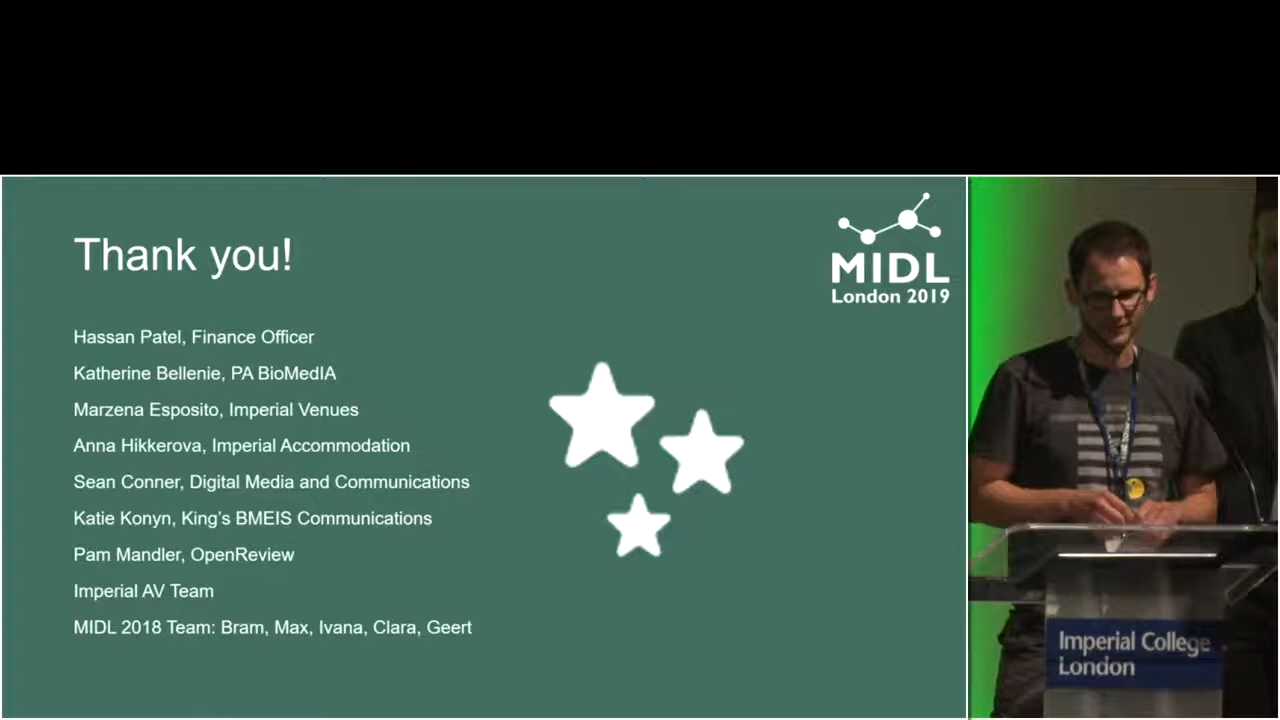 Thank you!
MIDL
London 2019
Hassan Patel, Finance Officer
Katherine Bellenie, PA BioMedIA
Marzena Esposito, Imperial Venues
Anna Hikkerova, Imperial Accommodation
Sean Conner, Digital Media and Communications
Katie Konyn, King's BMEIS Communications
Pam Mandler, OpenReview
Imperial AV Team
MIDL 2018 Team: Bram, Max, Ivana, Clara, Geert
Imperial College
London